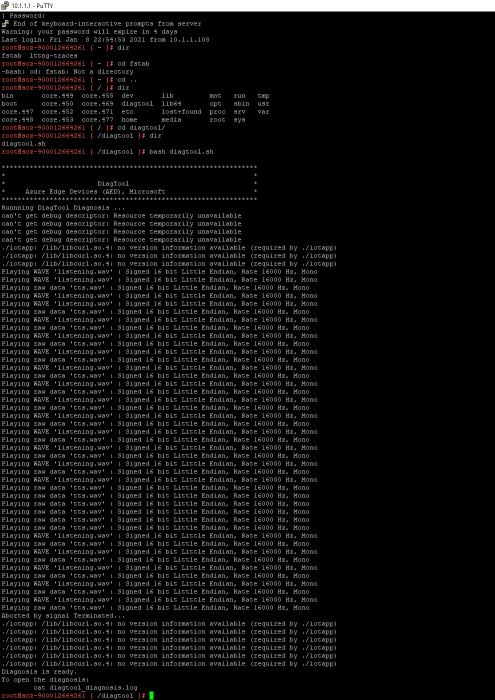 10.1.1.1 - PuTTY
| Password:
End of keyboard-interactive prompts from server
Warning: your password will expire in 4 days
Last login: Fri Jan  8 22:54:53 2021 from 10.1.1.108
root@scz-900012664261 [ ~ ]# dir
fstab  lttng-traces
root@scz-900012664261 [ ~ ]# cd fstab
-bash: cd: fstab: Not a directory
root@scz-900012664261 [ ~ ]# cd ..
root@scz-900012664261 [ / ]# dir
bin       core.449  core.455  dev       lib         mnt   run   tmp
boot      core.450  core.469  diagtool  lib64       opt   sbin  usr
core.447  core.452  core.471  etc       lost+found  proc  srv   var
core.448  core.453  core.477  home      media       root  sys
root@scz-900012664261 [ / ]# cd diagtool/
root@scz-900012664261 [ /diagtool ]# dir
diagtool.sh
root@scz-900012664261 [ /diagtool ]# bash diagtool.sh
****************************************************************
*                                                              *
*                       DiagTool                               *
*     Azure Edge Devices (AED), Microsoft                      *
****************************************************************
Runnning DiagTool Diagnosis ...
can't get debug descriptor: Resource temporarily unavailable
can't get debug descriptor: Resource temporarily unavailable
can't get debug descriptor: Resource temporarily unavailable
can't get debug descriptor: Resource temporarily unavailable
./iotapp: /lib/libcurl.so.4: no version information available (required by ./iotapp)
./iotapp: /lib/libcurl.so.4: no version information available (required by ./iotapp)
./iotapp: /lib/libcurl.so.4: no version information available (required by ./iotapp)
Playing WAVE 'listening.wav' : Signed 16 bit Little Endian, Rate 16000 Hz, Mono
Playing WAVE 'listening.wav' : Signed 16 bit Little Endian, Rate 16000 Hz, Mono
Playing raw data 'tts.wav' : Signed 16 bit Little Endian, Rate 16000 Hz, Mono
Playing WAVE 'listening.wav' : Signed 16 bit Little Endian, Rate 16000 Hz, Mono
Playing raw data 'tts.wav' : Signed 16 bit Little Endian, Rate 16000 Hz, Mono
Playing raw data 'tts.wav' : Signed 16 bit Little Endian, Rate 16000 Hz, Mono
Playing raw data 'tts.wav' : Signed 16 bit Little Endian, Rate 16000 Hz, Mono
Playing raw data 'tts.wav' : Signed 16 bit Little Endian, Rate 16000 Hz, Mono
Playing WAVE 'listening.wav' : Signed 16 bit Little Endian, Rate 16000 Hz, Mono
Playing raw data 'tts.wav' : Signed 16 bit Little Endian, Rate 16000 Hz, Mono
Playing WAVE 'listening.wav' : Signed 16 bit Little Endian, Rate 16000 Hz, Mono
Playing raw data 'tts.wav' : Signed 16 bit Little Endian, Rate 16000 Hz, Mono
Playing WAVE 'listening.wav' : Signed 16 bit Little Endian, Rate 16000 Hz, Mono
Playing raw data 'tts.wav' : Signed 16 bit Little Endian, Rate 16000 Hz, Mono
Playing WAVE 'listening.wav' : Signed 16 bit Little Endian, Rate 16000 Hz, Mono
Playing raw data 'tts.wav' : Signed 16 bit Little Endian, Rate 16000 Hz, Mono
Playing WAVE 'listening.wav' : Signed 16 bit Little Endian, Rate 16000 Hz, Mono
Playing raw data 'tts.wav' : Signed 16 bit Little Endian, Rate 16000 Hz, Mono
Playing WAVE 'listening.wav' : Signed 16 bit Little Endian, Rate 16000 Hz, Mono
Playing raw data 'tts.wav' : Signed 16 bit Little Endian, Rate 16000 Hz, Mono
Playing WAVE 'listening.wav' : Signed 16 bit Little Endian, Rate 16000 Hz, Mono
Playing WAVE 'listening.wav' : Signed 16 bit Little Endian, Rate 16000 Hz, Mono
Playing raw data 'tts.wav' : Signed 16 bit Little Endian, Rate 16000 Hz, Mono
Playing raw data 'tts.wav' : Signed 16 bit Little Endian, Rate 16000 Hz, Mono
Playing WAVE 'listening.wav' : Signed 16 bit Little Endian, Rate 16000 Hz, Mono
Playing raw data 'tts.wav' : Signed 16 bit Little Endian, Rate 16000 Hz, Mono
Playing raw data 'tts.wav' : Signed 16 bit Little Endian, Rate 16000 Hz, Mono
Playing raw data 'tts.wav' : Signed 16 bit Little Endian, Rate 16000 Hz, Mono
Playing raw data 'tts.wav' : Signed 16 bit Little Endian, Rate 16000 Hz, Mono
Playing raw data 'tts.wav' : Signed 16 bit Little Endian, Rate 16000 Hz, Mono
Playing raw data 'tts.wav' : Signed 16 bit Little Endian, Rate 16000 Hz, Mono
Playing raw data 'tts.wav' : Signed 16 bit Little Endian, Rate 16000 Hz, Mono
Playing raw data 'tts.wav' : Signed 16 bit Little Endian, Rate 16000 Hz, Mono
Playing WAVE 'listening.wav' : Signed 16 bit Little Endian, Rate 16000 Hz, Mono
Playing raw data 'tts.wav' : Signed 16 bit Little Endian, Rate 16000 Hz, Mono
Playing WAVE 'listening.wav' : Signed 16 bit Little Endian, Rate 16000 Hz, Mono
Playing raw data 'tts.wav' : Signed 16 bit Little Endian, Rate 16000 Hz, Mono
Playing WAVE 'listening.wav' : Signed 16 bit Little Endian, Rate 16000 Hz, Mono
Playing raw data 'tts.wav' : Signed 16 bit Little Endian, Rate 16000 Hz, Mono
Playing WAVE 'listening.wav' : Signed 16 bit Little Endian, Rate 16000 Hz, Mono
Playing raw data 'tts.wav' : Signed 16 bit Little Endian, Rate 16000 Hz, Mono
Playing raw data 'tts.wav' : Signed 16 bit Little Endian, Rate 16000 Hz, Mono
Playing raw data 'tts.wav' : Signed 16 bit Little Endian, Rate 16000 Hz, Mono
Aborted by signal Terminated...
./iotapp: /lib/libcurl.so.4: no version information available (required by ./iotapp)
./iotapp: /lib/libcurl.so.4: no version information available (required by ./iotapp)
./iotapp: /lib/libcurl.so.4: no version information available (required by ./iotapp)
./iotapp: /lib/libcurl.so.4: no version information available (required by ./iotapp)
./iotapp: /lib/libcurl.so.4: no version information available (required by ./iotapp)
./iotapp: /lib/libcurl.so.4: no version information available (required by ./iotapp)
Diagnosis is ready.
To open the diagnosis:
        cat diagtool_diagnosis.log
root@scz-900012664261 [ /diagtool ]#